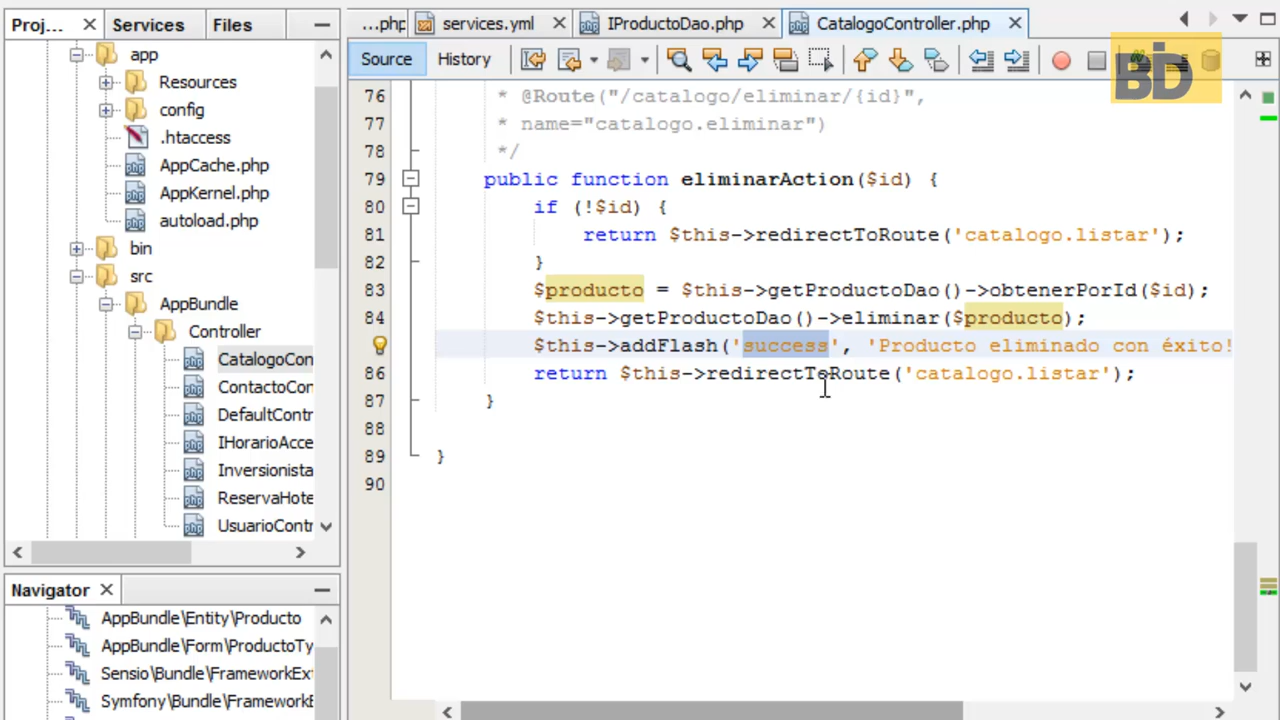 Proj...
Services
Files
...php
services.yml
IProductoDao.php
CatalogoController.php
Source
History
BID
app
Resources
config
.htaccess
AppCache.php
AppKernel.php
autoload.php
bin
src
AppBundle
Controller
CatalogoCon
ContactoCont
DefaultContr
IHorarioAcce
Inversionista
ReservaHote
UsuarioContr
Navigator
AppBundle\Entity\Producto
AppBundle\Form\ProductoTy
Sensio\Bundle\FrameworkExt
Symfony\Bundle\FrameworkB
76 * @Route("/catalogo/eliminar/{id}",
77 * name="catalogo.eliminar")
78 */
79 public function eliminarAction($id) {
80 if (!$id) {
81 return $this->redirectToRoute('catalogo.listar');
82 }
83 $producto = $this->getProductoDao()->obtenerPorId($id);
84 $this->getProductoDao()->eliminar($producto);
$this->addFlash('success', 'Producto eliminado con éxito!
86 return $this->redirectToRoute('catalogo.listar');
87 }
88
89 }
90